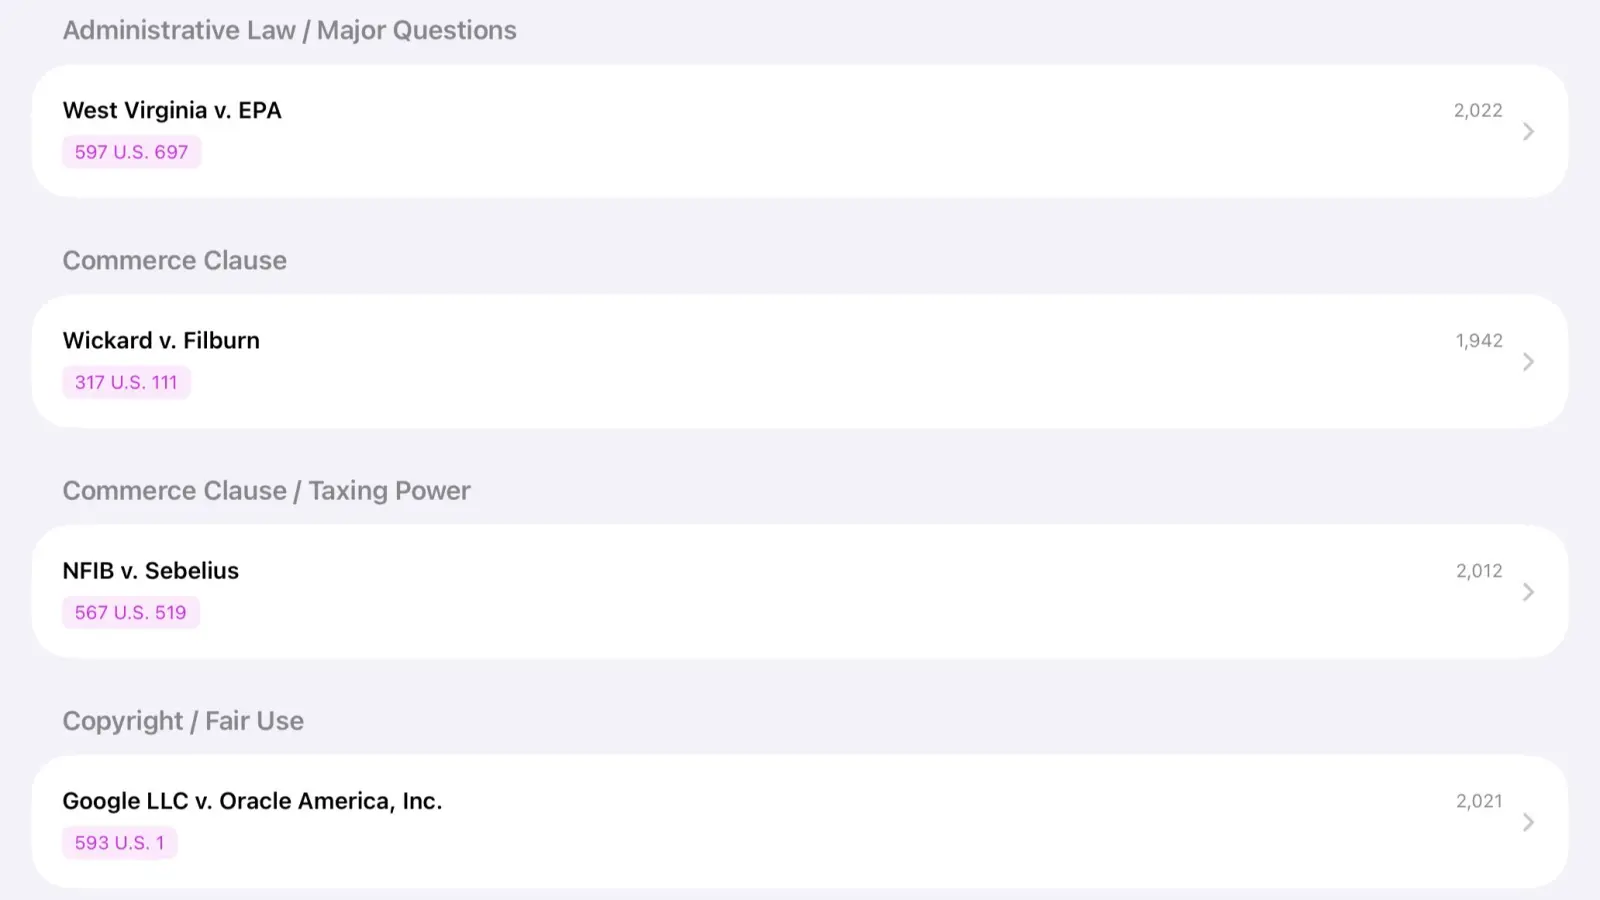 Administrative Law / Major Questions
West Virginia v. EPA
2,022
597 U.S. 697
Commerce Clause
Wickard v. Filburn
1,942
317 U.S. 111
Commerce Clause / Taxing Power
NFIB v. Sebelius
2,012
567 U.S. 519
Copyright / Fair Use
Google LLC v. Oracle America, Inc.
2,021
593 U.S. 1